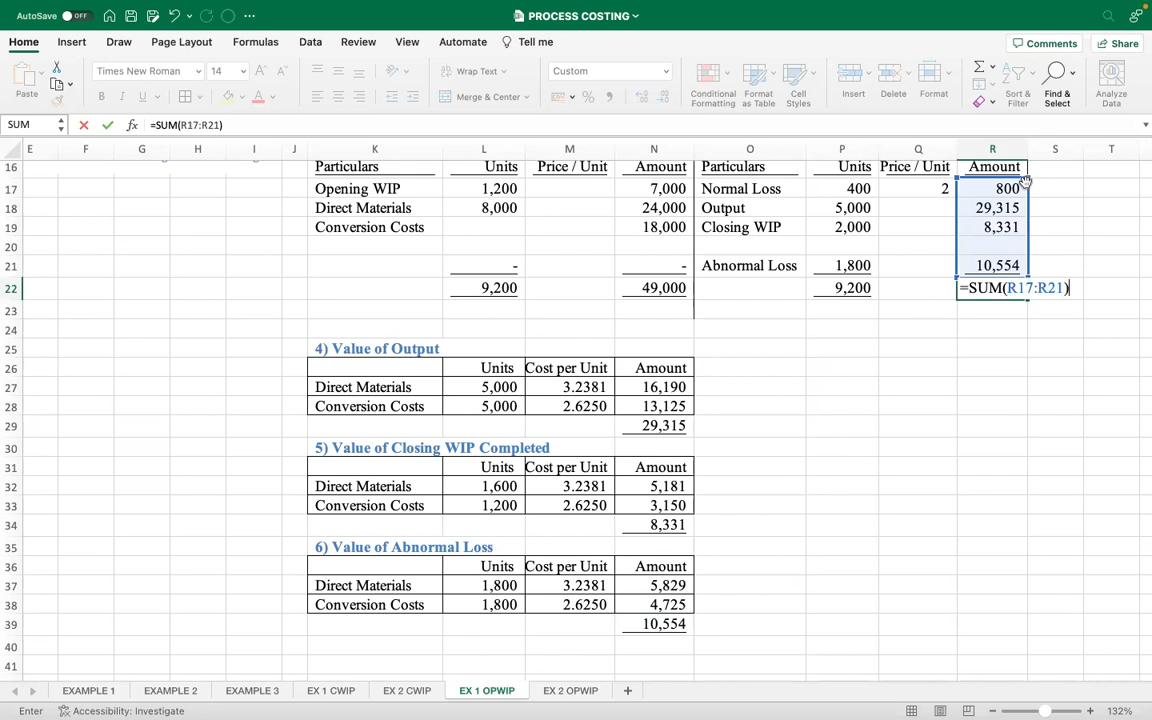 AutoSave OFF PROCESS COSTING
Home Insert Draw Page Layout Formulas Data Review View Automate Tell me Comments Share
Paste Times New Roman 14 A A Wrap Text Custom Conditional Formatting Format as Table Cell Styles Insert Delete Format Sort & Filter Find & Select Analyze Data
B I U A Merge & Center %
SUM fx =SUM(R17:R21)
E F G H I J K L M N O P Q R S T
16 Particulars Units Price / Unit Amount Particulars Units Price / Unit Amount
17 Opening WIP 1,200 7,000 Normal Loss 400 2 800
18 Direct Materials 8,000 24,000 Output 5,000 29,315
19 Conversion Costs 18,000 Closing WIP 2,000 8,331
20
21 - - Abnormal Loss 1,800 10,554
22 9,200 49,000 9,200 =SUM(R17:R21)
23
24
25 4) Value of Output
26 Units Cost per Unit Amount
27 Direct Materials 5,000 3.2381 16,190
28 Conversion Costs 5,000 2.6250 13,125
29 29,315
30 5) Value of Closing WIP Completed
31 Units Cost per Unit Amount
32 Direct Materials 1,600 3.2381 5,181
33 Conversion Costs 1,200 2.6250 3,150
34 8,331
35 6) Value of Abnormal Loss
36 Units Cost per Unit Amount
37 Direct Materials 1,800 3.2381 5,829
38 Conversion Costs 1,800 2.6250 4,725
39 10,554
40
41
EXAMPLE 1 EXAMPLE 2 EXAMPLE 3 EX 1 CWIP EX 2 CWIP EX 1 OPWIP EX 2 OPWIP +
Enter Accessibility: Investigate 132%